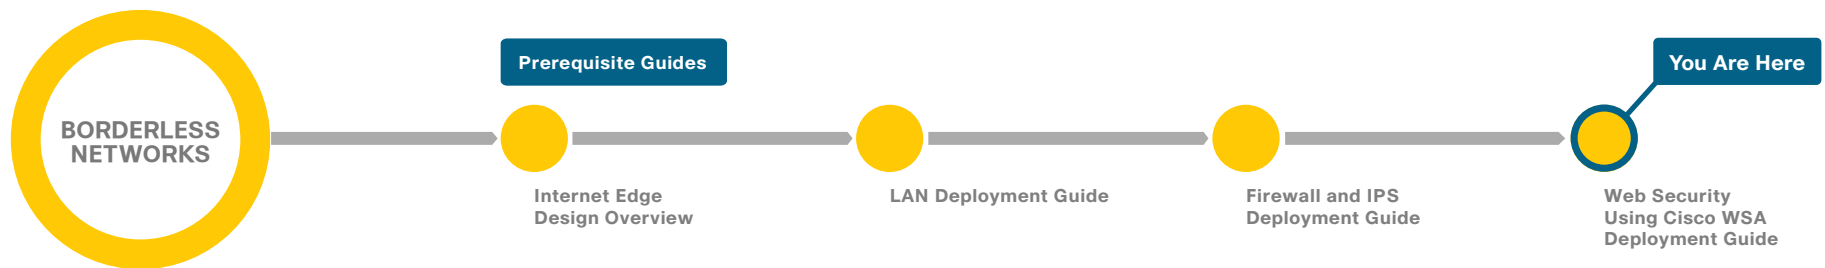 BORDERLESS
NETWORKS
Prerequisite Guides
You Are Here
Internet Edge
Design Overview
LAN Deployment Guide
Firewall and IPS
Deployment Guide
Web Security
Using Cisco WSA
Deployment Guide